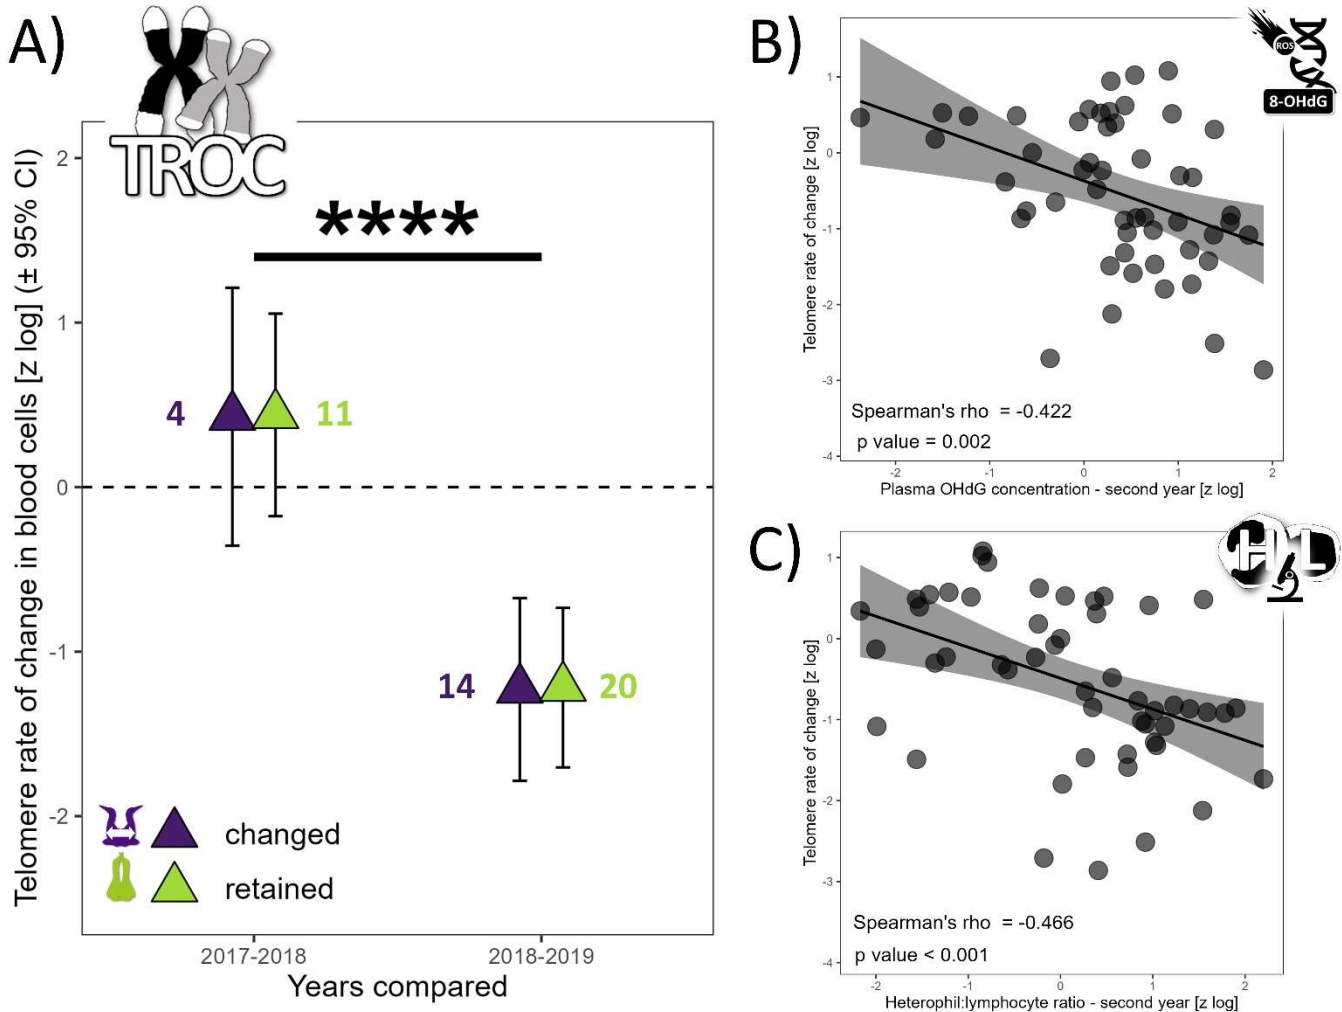 A)
TROC
Telomere rate of change in blood cells [z log] (± 95% CI)
2
1
0
-1
-2
****
4
11
14
20
changed
retained
2017-2018
2018-2019
Years compared
B)
ROS
8-OHdG
Telomere rate of change [z log]
1
0
-1
-2
-3
-4
Spearman's rho = -0.422
p value = 0.002
-2
-1
0
1
2
Plasma OHdG concentration - second year [z log]
C)
H L
Telomere rate of change [z log]
1
0
-1
-2
-3
-4
Spearman's rho = -0.466
p value < 0.001
-2
-1
0
1
2
Heterophil:lymphocyte ratio - second year [z log]